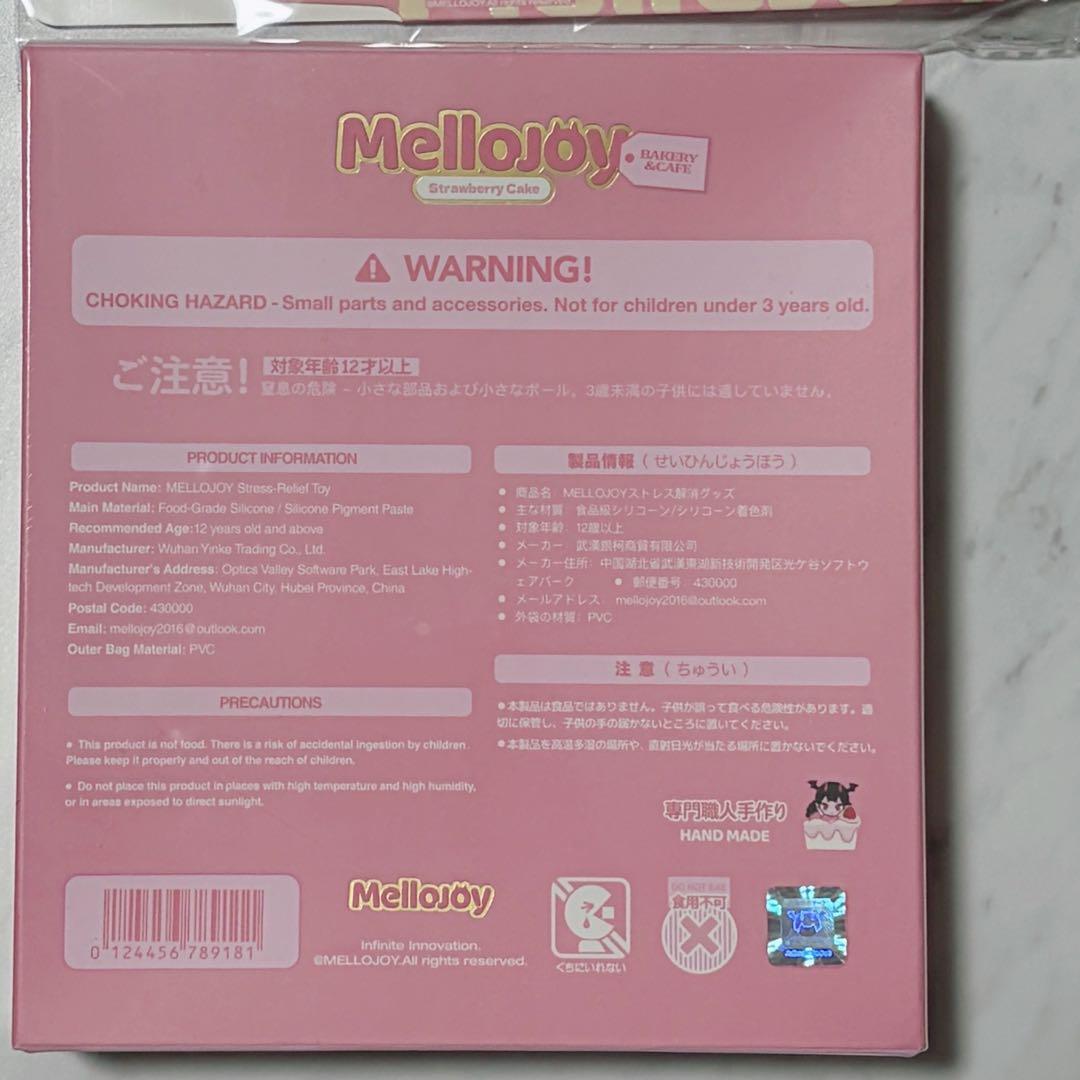 @MELLOJOY.All rights reserved.
MelloJOY
BAKERY
&CAFE
Strawberry Cake
WARNING!
CHOKING HAZARD - Small parts and accessories. Not for children under 3 years old.
ご注意! 対象年齢12才以上
窒息の危険 – 小さな部品および小さなボール。3歳未満の子供には適していません。
PRODUCT INFORMATION
Product Name: MELLOJOY Stress-Relief Toy
Main Material: Food-Grade Silicone / Silicone Pigment Paste
Recommended Age:12 years old and above
Manufacturer: Wuhan Yinke Trading Co., Ltd.
Manufacturer's Address: Optics Valley Software Park, East Lake High-
tech Development Zone, Wuhan City, Hubei Province, China
Postal Code: 430000
Email: mellojoy2016@outlook.com
Outer Bag Material: PVC
PRECAUTIONS
• This product is not food. There is a risk of accidental ingestion by children.
Please keep it properly and out of the reach of children.
• Do not place this product in places with high temperature and high humidity,
or in areas exposed to direct sunlight.
製品情報 ( せいひんじょうほう )
• 商品名: MELLOJOYストレス解消グッズ
• 主な材質: 食品級シリコーン/シリコーン着色剤
• 対象年齢: 12歳以上
• メーカー: 武漢銀柯商貿有限公司
• メーカー住所: 中国湖北省武漢東湖新技術開発区光ケ谷ソフトウ
ェアパーク • 郵便番号: 430000
• メールアドレス: mellojoy2016@outlook.com
• 外袋の材質: PVC
注 意 ( ちゅうい )
•本製品は食品ではありません。子供が誤って食べる危険性があります。適
切に保管し、子供の手の届かないところに置いてください。
•本製品を高温多湿の場所や、直射日光が当たる場所に置かないでください。
専門職人手作り
HAND MADE
0 124456 789181
MelloJOY
Infinite Innovation.
@MELLOJOY.All rights reserved.
くちにいれない
DO NOT EAT
食用不可